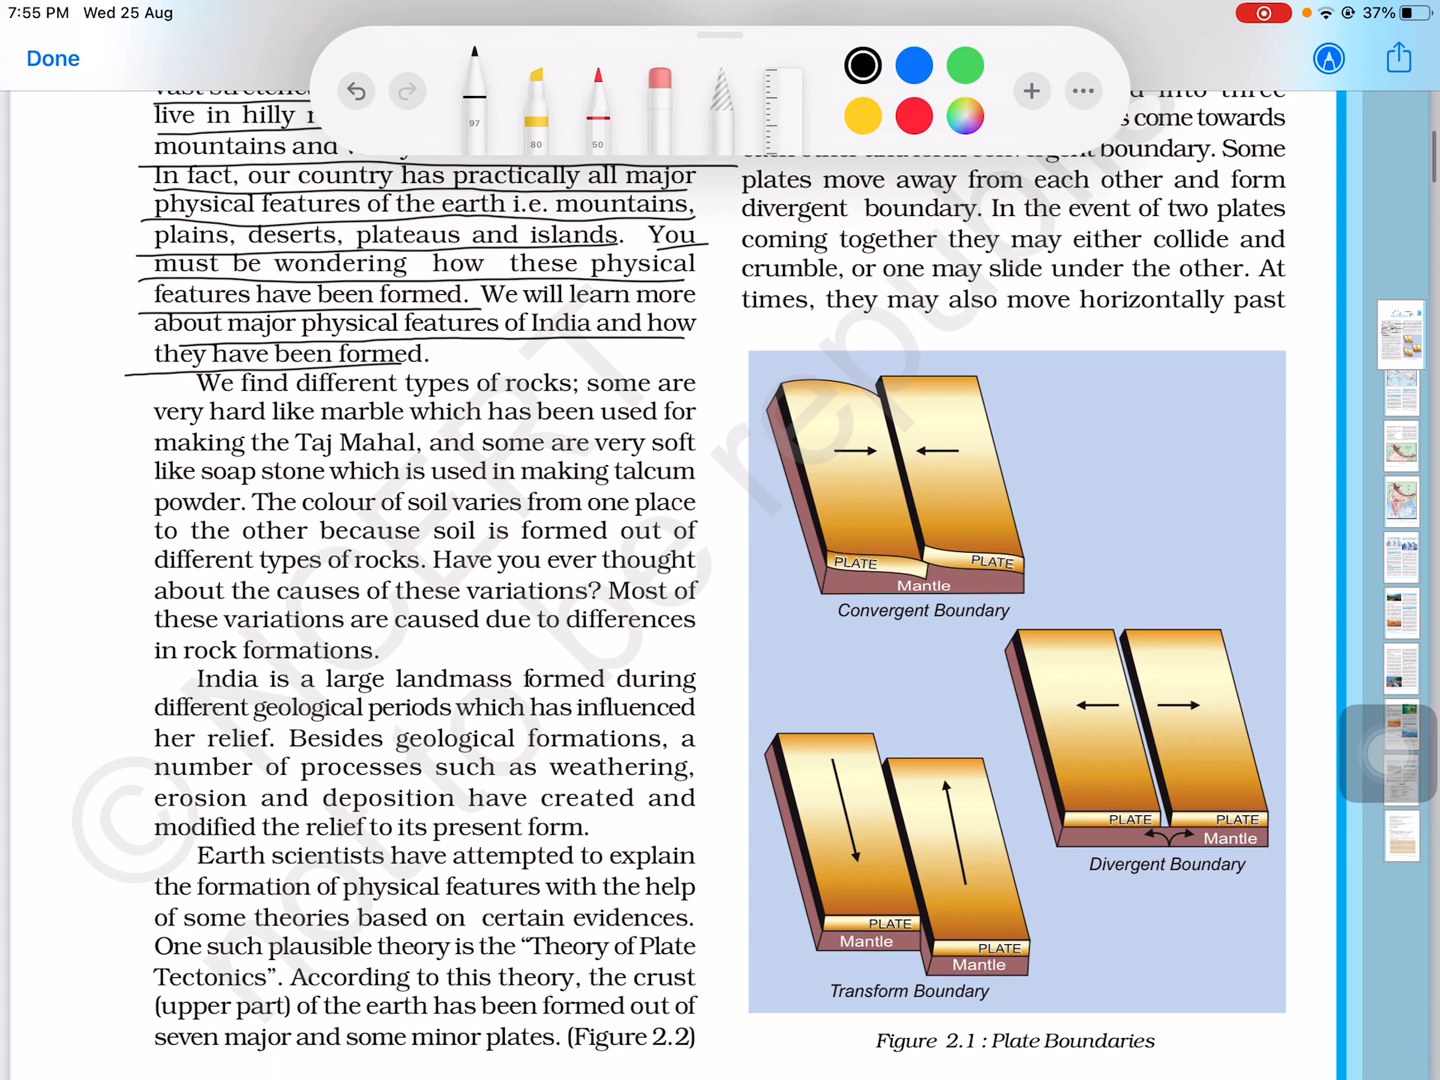 7:55 PM Wed 25 Aug
37%
Done
97
80
50
live in hilly
mountains and
In fact, our country has practically all major
physical features of the earth i.e. mountains,
plains, deserts, plateaus and islands. You
must be wondering how these physical
features have been formed. We will learn more
about major physical features of India and how
they have been formed.
We find different types of rocks; some are
very hard like marble which has been used for
making the Taj Mahal, and some are very soft
like soap stone which is used in making talcum
powder. The colour of soil varies from one place
to the other because soil is formed out of
different types of rocks. Have you ever thought
about the causes of these variations? Most of
these variations are caused due to differences
in rock formations.
India is a large landmass formed during
different geological periods which has influenced
her relief. Besides geological formations, a
number of processes such as weathering,
erosion and deposition have created and
modified the relief to its present form.
Earth scientists have attempted to explain
the formation of physical features with the help
of some theories based on certain evidences.
One such plausible theory is the “Theory of Plate
Tectonics”. According to this theory, the crust
(upper part) of the earth has been formed out of
seven major and some minor plates. (Figure 2.2)
into three
come towards
boundary. Some
plates move away from each other and form
divergent boundary. In the event of two plates
coming together they may either collide and
crumble, or one may slide under the other. At
times, they may also move horizontally past
PLATE PLATE
Mantle
Convergent Boundary
PLATE PLATE
Mantle
Divergent Boundary
PLATE
Mantle
PLATE
Mantle
Transform Boundary
Figure 2.1 : Plate Boundaries
© NCERT
not to be republished